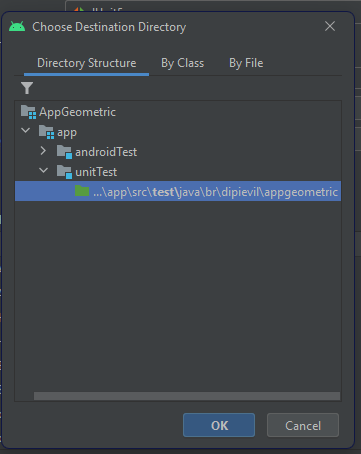 Choose Destination Directory
Directory Structure By Class By File
AppGeometric
app
androidTest
unitTest
...\app\src\test\java\br\dipievil\appgeometric
OK Cancel